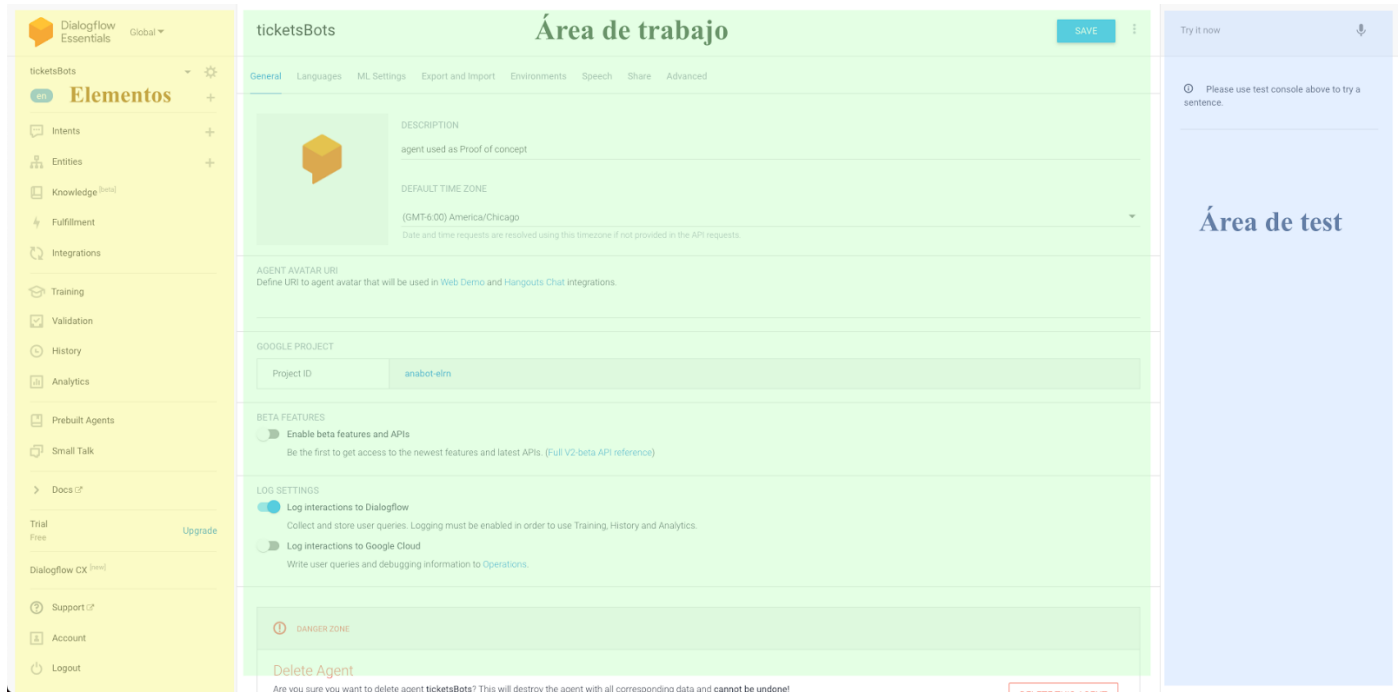 Dialogflow
Essentials
Global
ticketsBots
en
Elementos
Intents
Entities
Knowledge [beta]
Fulfillment
Integrations
Training
Validation
History
Analytics
Prebuilt Agents
Small Talk
Docs
Trial
Free
Upgrade
Dialogflow CX [new]
Support
Account
Logout
ticketsBots
Área de trabajo
SAVE
General Languages ML Settings Export and Import Environments Speech Share Advanced
DESCRIPTION
agent used as Proof of concept
DEFAULT TIME ZONE
(GMT-6:00) America/Chicago
Date and time requests are resolved using this timezone if not provided in the API requests.
AGENT AVATAR URI
Define URI to agent avatar that will be used in Web Demo and Hangouts Chat integrations.
GOOGLE PROJECT
Project ID anabot-elrn
BETA FEATURES
Enable beta features and APIs
Be the first to get access to the newest features and latest APIs. (Full V2-beta API reference)
LOG SETTINGS
Log interactions to Dialogflow
Collect and store user queries. Logging must be enabled in order to use Training, History and Analytics.
Log interactions to Google Cloud
Write user queries and debugging information to Operations.
DANGER ZONE
Delete Agent
Are you sure you want to delete agent ticketsBots? This will destroy the agent with all corresponding data and cannot be undone!
DELETE THIS AGENT
Try it now
Please use test console above to try a
sentence.
Área de test